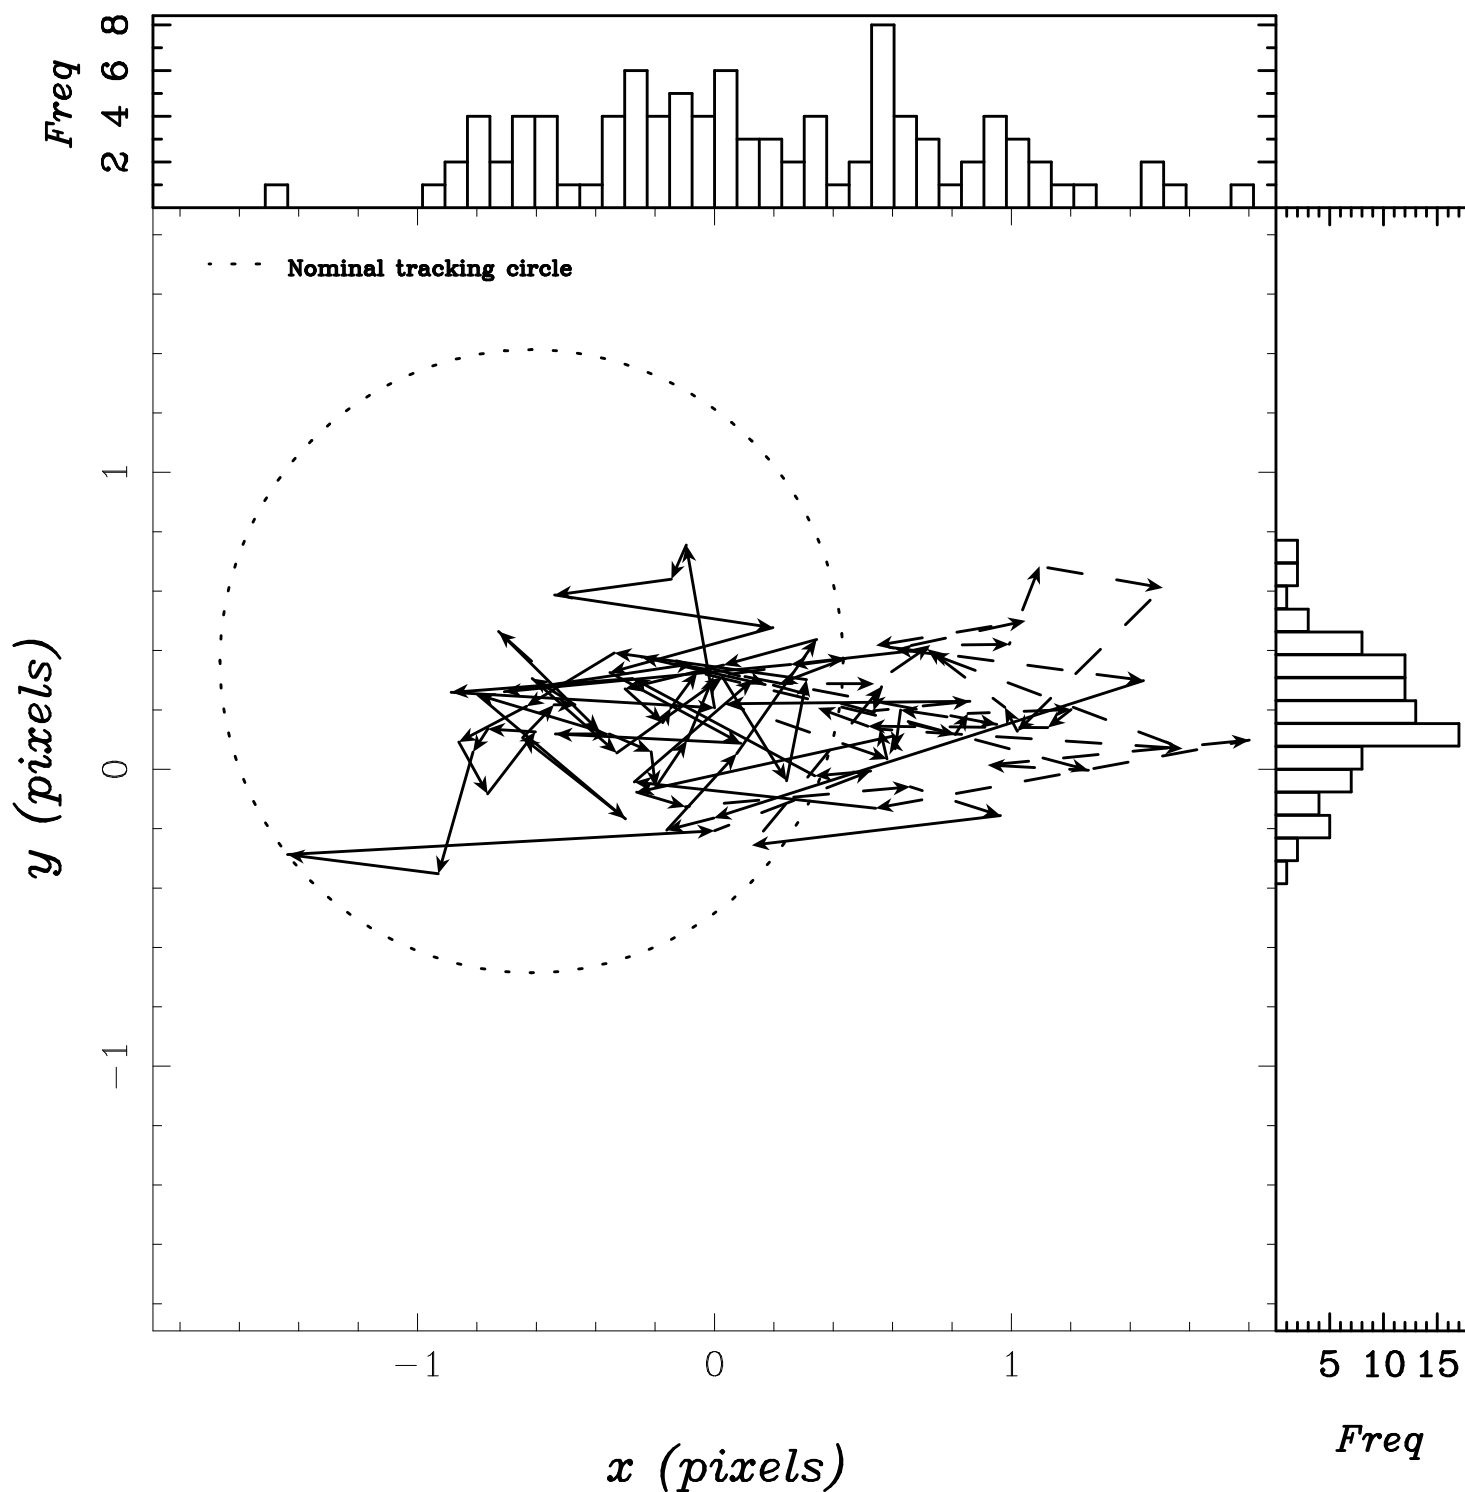 Freq
8
6
4
2
Nominal tracking circle
y (pixels)
1
0
−1
−1 0 1
x (pixels)
5 10 15
Freq